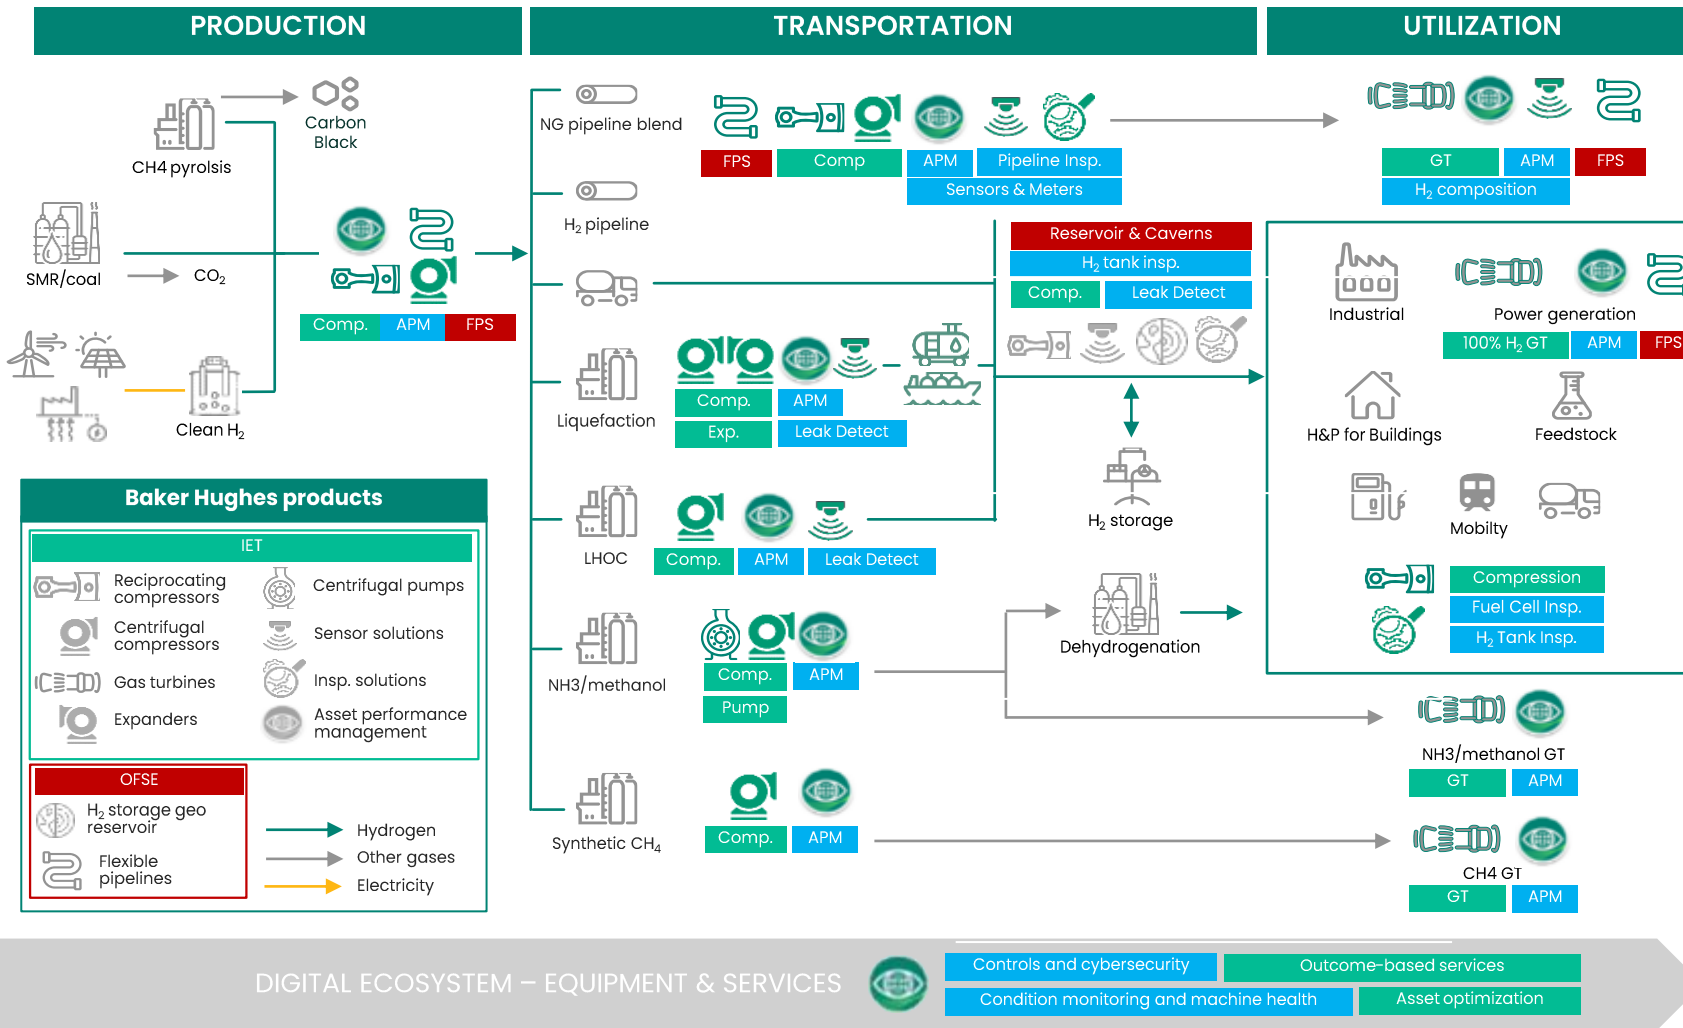 PRODUCTION
TRANSPORTATION
UTILIZATION
Carbon
Black
CH4 pyrolsis
SMR/coal
CO₂
Clean H₂
Comp.
APM
FPS
NG pipeline blend
FPS
Comp
APM
Pipeline Insp.
Sensors & Meters
GT
APM
FPS
H₂ composition
H₂ pipeline
Reservoir & Caverns
H₂ tank insp.
Comp.
Leak Detect
Liquefaction
Comp.
APM
Exp.
Leak Detect
H₂ storage
LHOC
Comp.
APM
Leak Detect
NH3/methanol
Comp.
APM
Pump
Dehydrogenation
Synthetic CH₄
Comp.
APM
Industrial
Power generation
100% H₂ GT
APM
FPS
H&P for Buildings
Feedstock
Mobilty
Compression
Fuel Cell Insp.
H₂ Tank Insp.
NH3/methanol GT
GT
APM
CH4 GT
GT
APM
Baker Hughes products
IET
Reciprocating
compressors
Centrifugal
compressors
Gas turbines
Expanders
Centrifugal pumps
Sensor solutions
Insp. solutions
Asset performance
management
OFSE
H₂ storage geo
reservoir
Flexible
pipelines
Hydrogen
Other gases
Electricity
DIGITAL ECOSYSTEM – EQUIPMENT & SERVICES
Controls and cybersecurity
Outcome-based services
Condition monitoring and machine health
Asset optimization